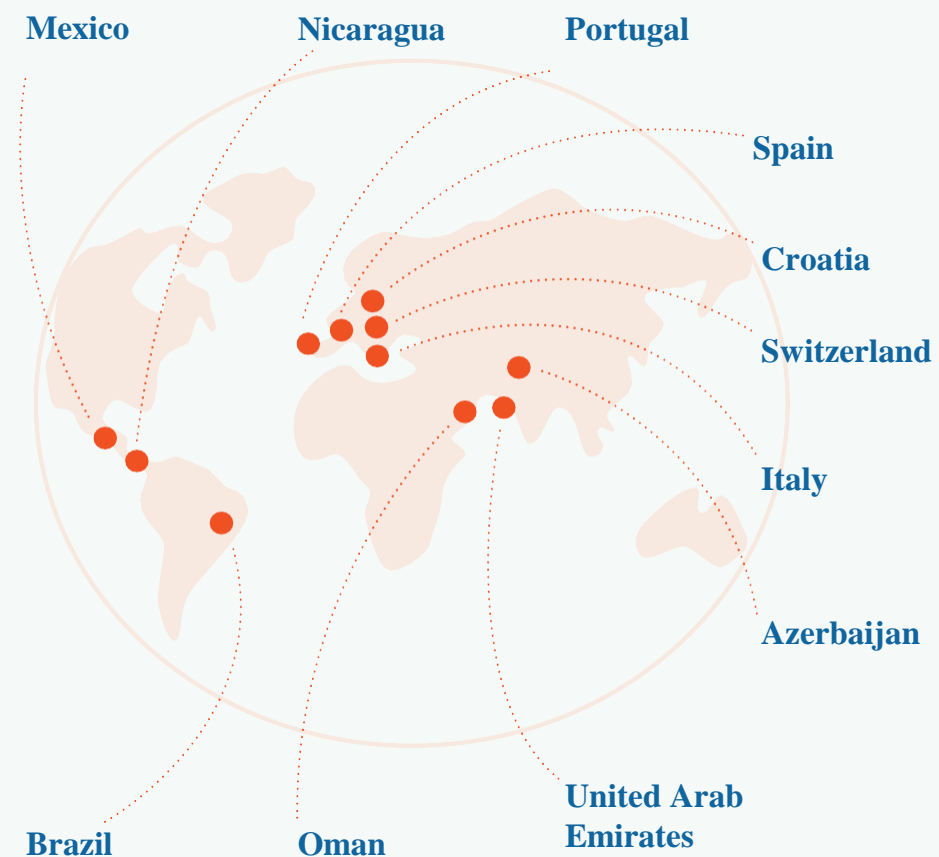 Mexico
Nicaragua
Portugal
Spain
Croatia
Switzerland
Italy
Azerbaijan
United Arab
Emirates
Oman
Brazil